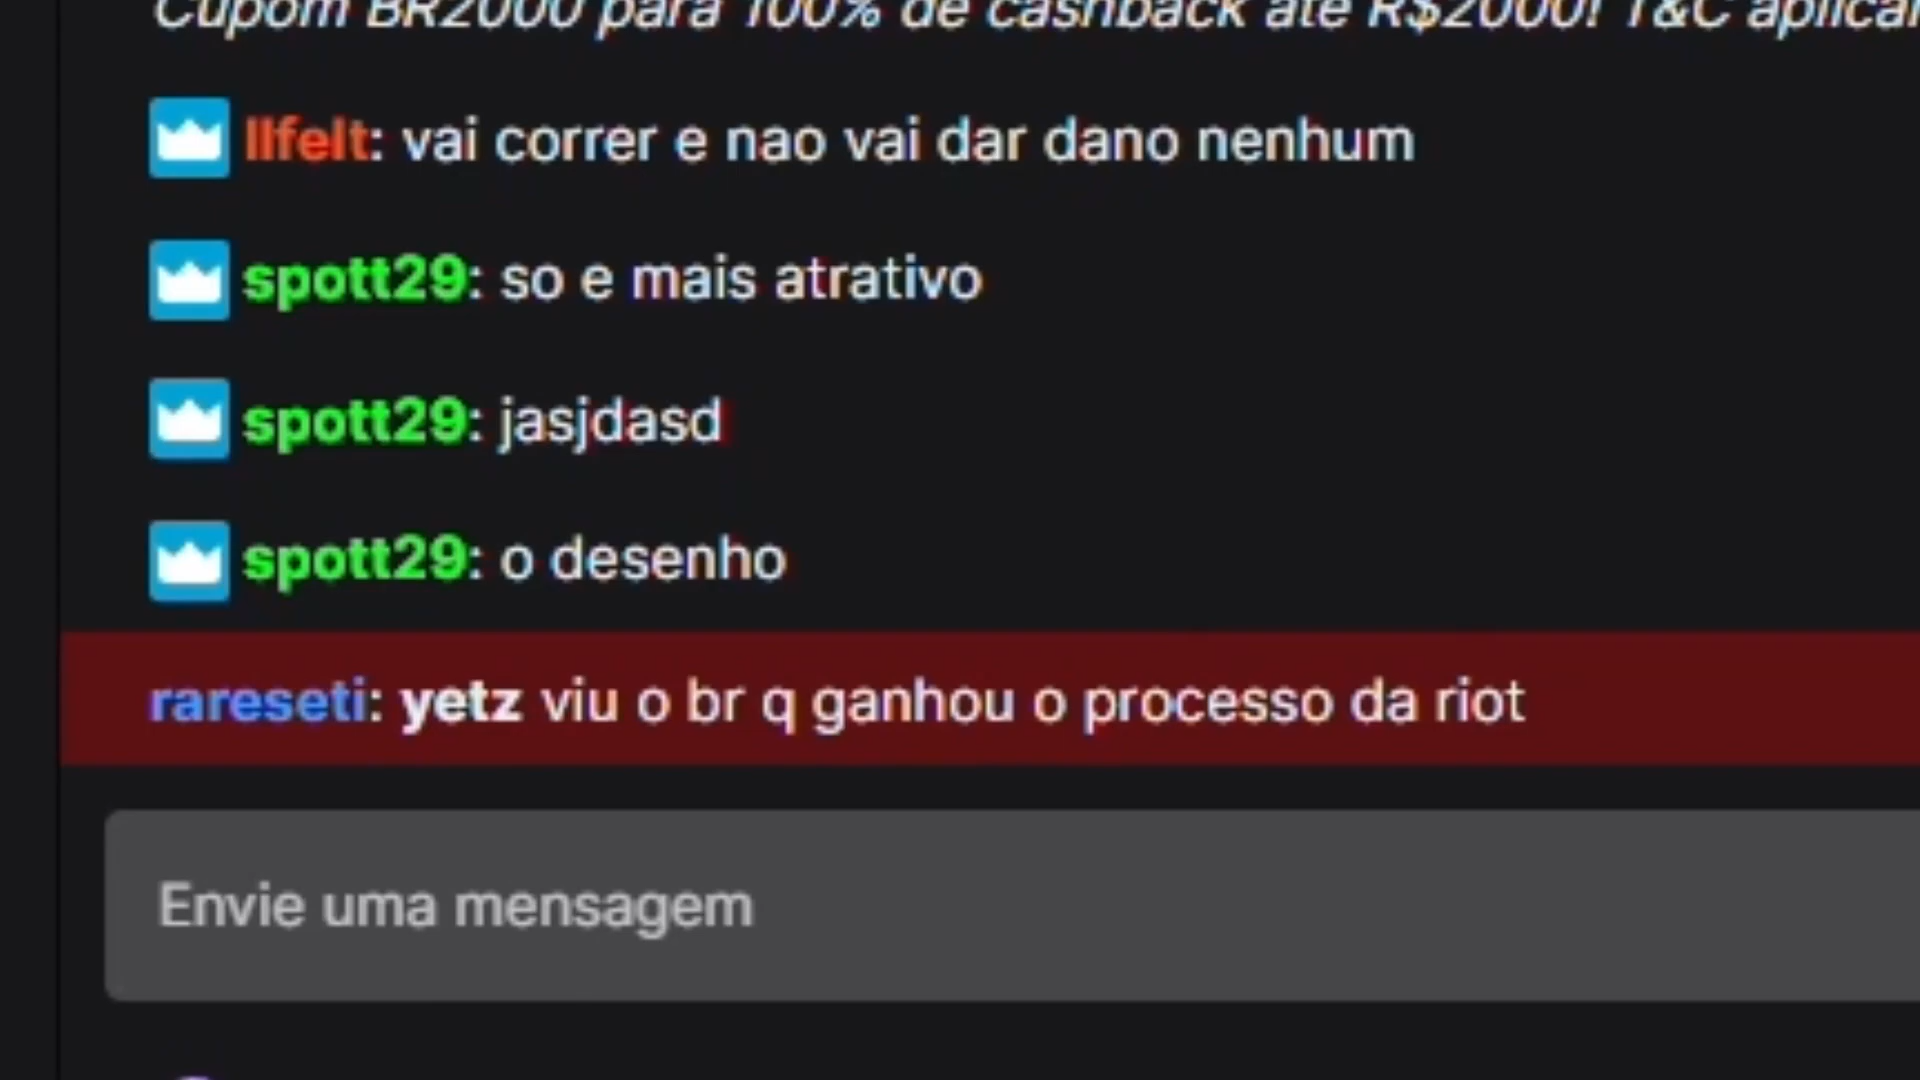 Cupom BR2000 para 100% de cashback até R$2000! T&C aplicam
llfelt: vai correr e nao vai dar dano nenhum
spott29: so e mais atrativo
spott29: jasjdasd
spott29: o desenho
rareseti: yetz viu o br q ganhou o processo da riot
Envie uma mensagem